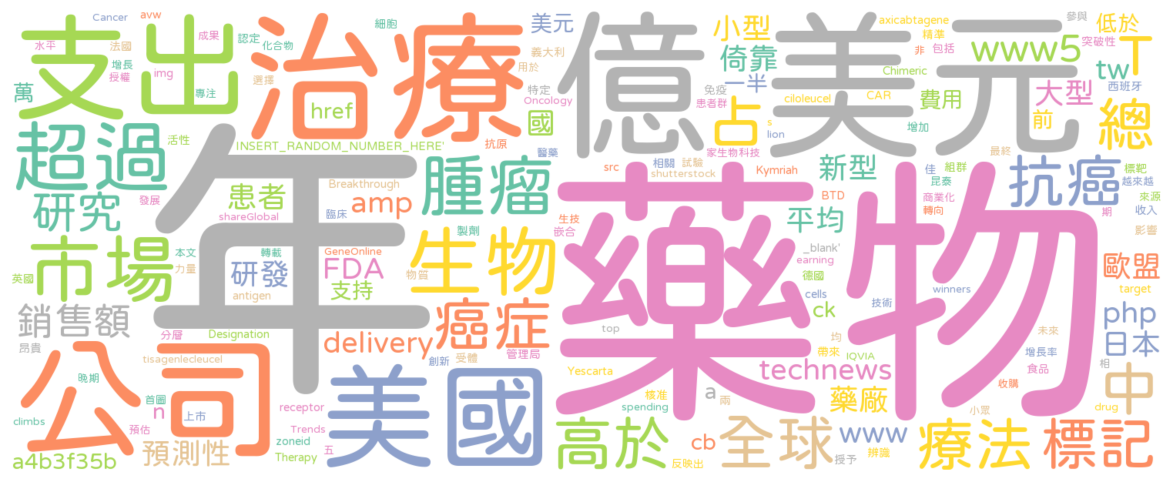 水平
法國
Cancer
avw
成果
細胞
認定
化合物
美元
義大利
用於
小型
倚靠
一半
axicabtagene
精準
非
包括
www5
參與
低於
突破性
T
增長
授權
img
支出
治療
億
美元
選擇
萬
專注
href
特定
Oncology
國
免疫
患者群
ciloleucel
s
lion
Chimeric
CAR
費用
增加
tw
大型
前
西班牙
總
占
超過
活性
INSERT_RANDOM_NUMBER_HERE'
抗原
醫藥
家生物科技
年
藥物
研究
發展
患者
shareGlobal
Breakthrough
臨床
amp
腫瘤
src
相關
試驗
shutterstock
Kymriah
BTD
新型
最終
佳
組群
昆泰
商業化
轉向
抗癌
標靶
越來越
來源
收入
期
影響
平均
製劑
生技
嵌合
市場
本文
力量
轉載
研發
GeneOnline
FDA
支持
antigen
生物
物質
_blank'
earning
德國
cells
技術
winners
歐盟
target
英國
銷售額
昂貴
分層
Designation
tisagenlecleucel
癌症
delivery
創新
受體
管理局
ck
top
均
帶來
IQVIA
未來
增長率
食品
相
收購
php
日本
公司
晚期
首圖
上市
n
climbs
預估
預測性
a4b3f35b
receptor
Trends
zoneid
Therapy
五
美國
Yescarta
technews
核准
a
兩
spending
藥廠
小眾
drug
中
高於
反映出
cb
全球
www
授予
辨識
療法
標記